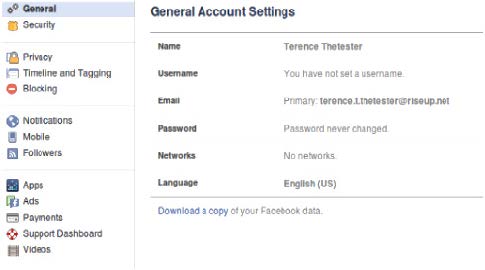 General
Security
Privacy
Timeline and Tagging
Blocking
Notifications
Mobile
Followers
Apps
Ads
Payments
Support Dashboard
Videos
General Account Settings
Name Terence Thetester
Username You have not set a username.
Email Primary: terence.t.thetester@riseup.net
Password Password never changed.
Networks No networks.
Language English (US)
Download a copy of your Facebook data.